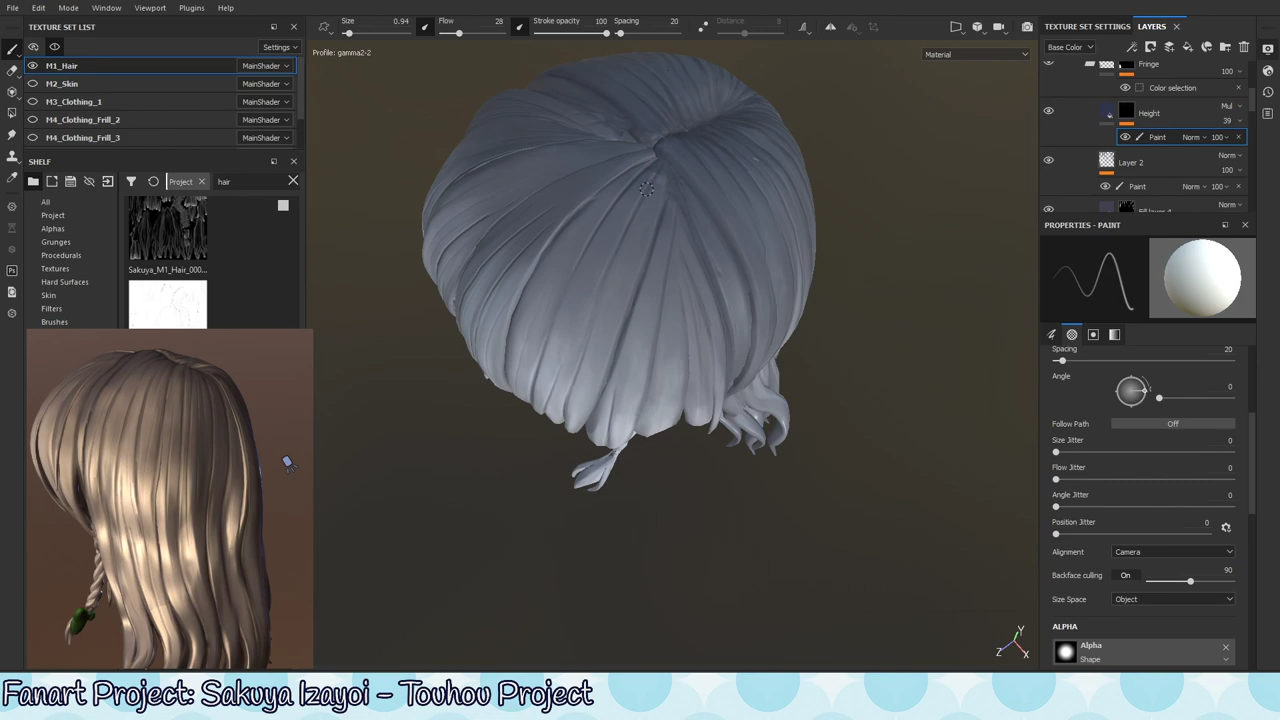 File Edit Mode Window Viewport Plugins Help
TEXTURE SET LIST
Settings
M1_Hair MainShader
M2_Skin MainShader
M3_Clothing_1 MainShader
M4_Clothing_Frill_2 MainShader
M4_Clothing_Frill_3 MainShader
SHELF
Project hair
All
Project
Alphas
Grunges
Procedurals
Textures
Hard Surfaces
Skin
Filters
Brushes
Sakuya_M1_Hair_000...
Ps
Size 0.94 Flow 28 Stroke opacity 100 Spacing 20 Distance 8
Profile: gamma2-2
Material
Y
Z X
TEXTURE SET SETTINGS LAYERS
Base Color
Fringe 100
Color selection
Height Mul 39
Paint Norm 100
Layer 2 Norm 100
Paint Norm 100
Fill layer 4 Norm
PROPERTIES - PAINT
Spacing 20
Angle 0
Follow Path Off
Size Jitter 0
Flow Jitter 0
Angle Jitter 0
Position Jitter 0
Alignment Camera
Backface culling On 90
Size Space Object
ALPHA
Alpha
Shape
Fanart Project: Sakuya Izayoi - Touhou Project